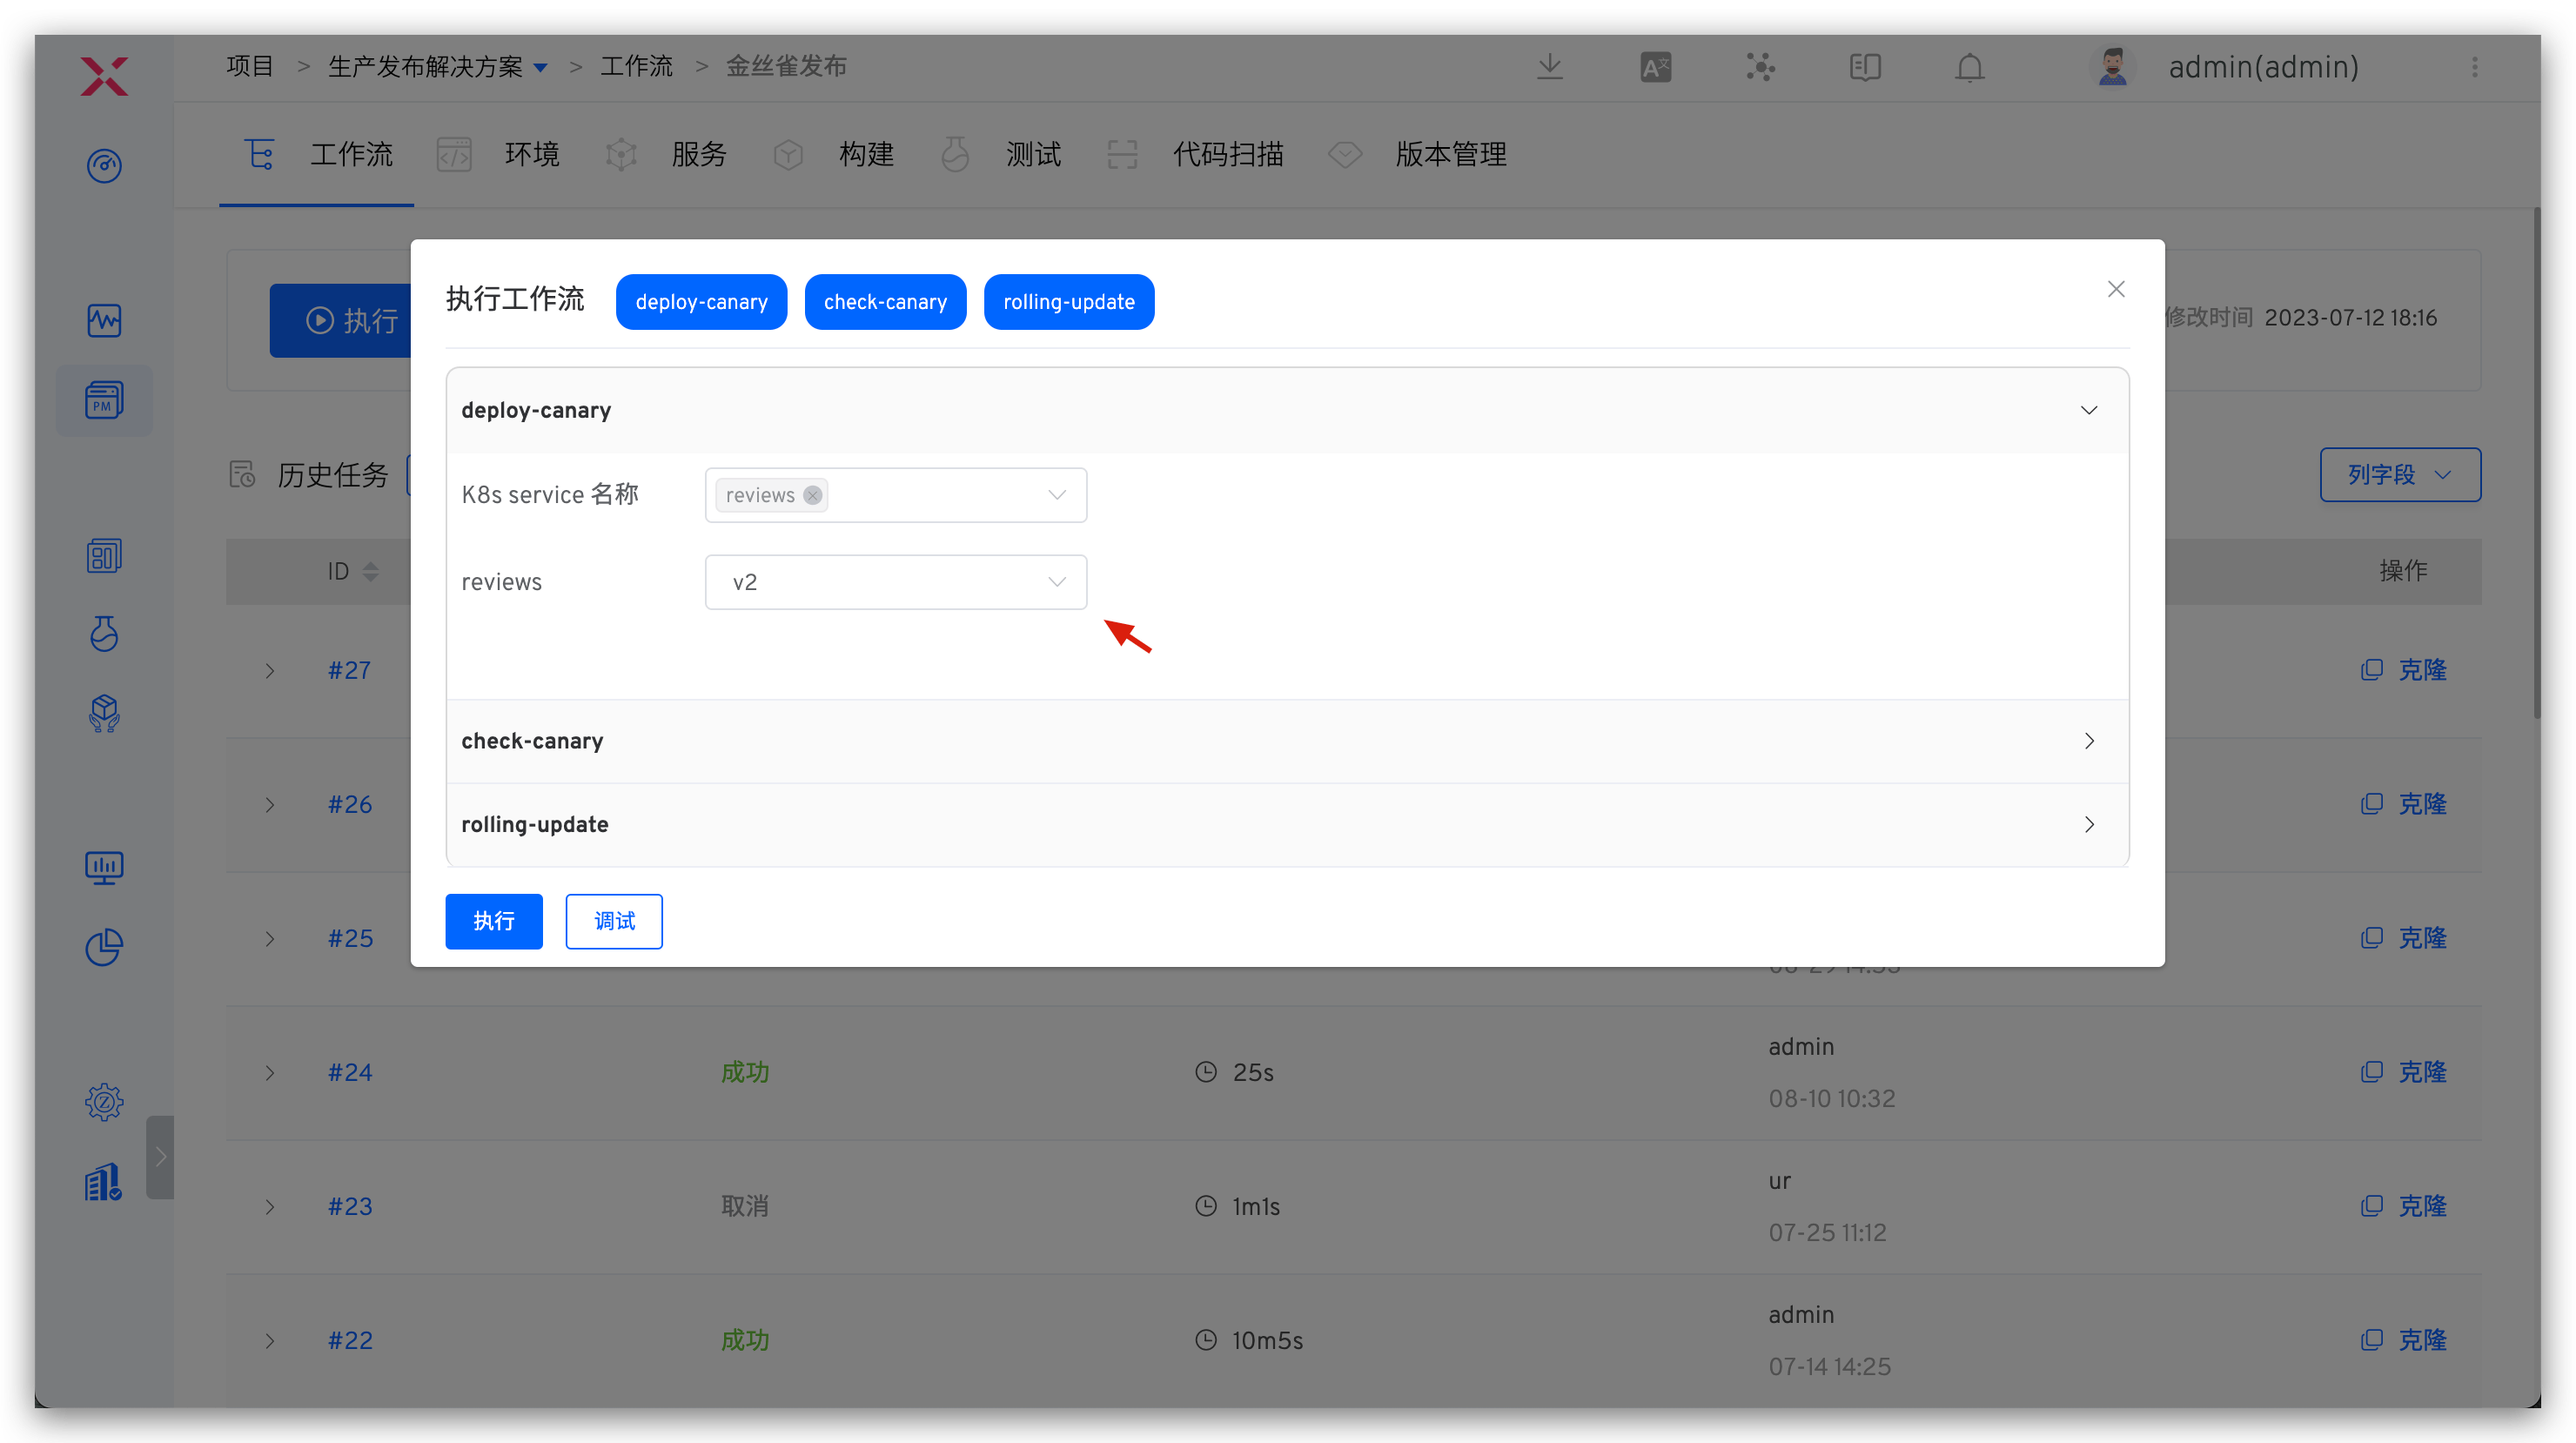 项目 > 生产发布解决方案 > 工作流 > 金丝雀发布
admin(admin)
工作流 环境 服务 构建 测试 代码扫描 版本管理
执行
修改时间 2023-07-12 18:16
执行工作流 deploy-canary check-canary rolling-update
deploy-canary
K8s service 名称 reviews
reviews v2
check-canary
rolling-update
执行 调试
PM
历史任务
列字段
ID 操作
#27 克隆
#26 克隆
#25 克隆
#24 成功 25s admin 克隆
08-10 10:32
#23 取消 1m1s ur 克隆
07-25 11:12
#22 成功 10m5s admin 克隆
07-14 14:25